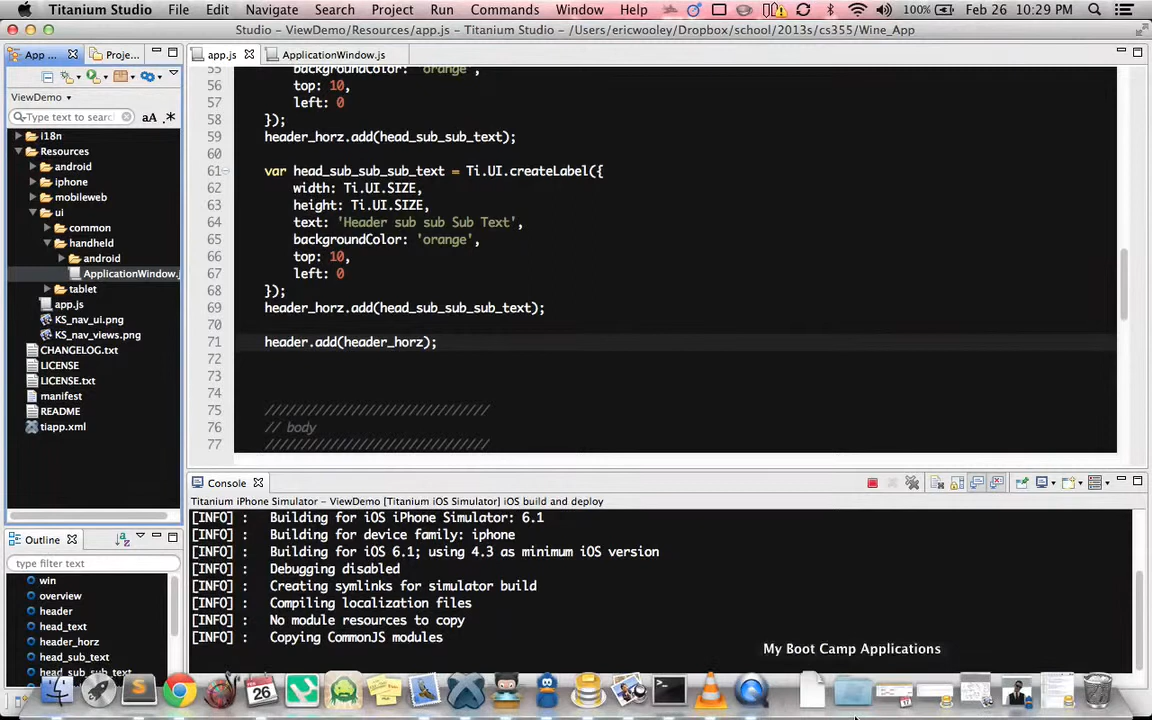 Titanium Studio File Edit Navigate Search Project Run Commands Window Help 100% Feb 26 10:29 PM
Studio – ViewDemo/Resources/app.js – Titanium Studio – /Users/ericwooley/Dropbox/school/2013s/cs355/Wine_App
App ... Proje...
app.js ApplicationWindow.js
ViewDemo
Type text to searc aA .*
i18n
Resources
android
iphone
mobileweb
ui
common
handheld
android
ApplicationWindow.j
tablet
app.js
KS_nav_ui.png
KS_nav_views.png
CHANGELOG.txt
LICENSE
LICENSE.txt
manifest
README
tiapp.xml
55 backgroundColor: 'orange',
56 top: 10,
57 left: 0
58 });
59 header_horz.add(head_sub_sub_text);
60
61 var head_sub_sub_sub_text = Ti.UI.createLabel({
62 width: Ti.UI.SIZE,
63 height: Ti.UI.SIZE,
64 text: 'Header sub sub Sub Text',
65 backgroundColor: 'orange',
66 top: 10,
67 left: 0
68 });
69 header_horz.add(head_sub_sub_sub_text);
70
71 header.add(header_horz);
72
73
74
75 ////////////////////////////////
76 // body
77 ////////////////////////////////
Outline
type filter text
win
overview
header
head_text
header_horz
head_sub_text
head_sub_sub_text
Console
Titanium iPhone Simulator - ViewDemo [Titanium iOS Simulator] iOS build and deploy
[INFO] : Building for iOS iPhone Simulator: 6.1
[INFO] : Building for device family: iphone
[INFO] : Building for iOS 6.1; using 4.3 as minimum iOS version
[INFO] : Debugging disabled
[INFO] : Creating symlinks for simulator build
[INFO] : Compiling localization files
[INFO] : No module resources to copy
[INFO] : Copying CommonJS modules
My Boot Camp Applications
FEB
26
17